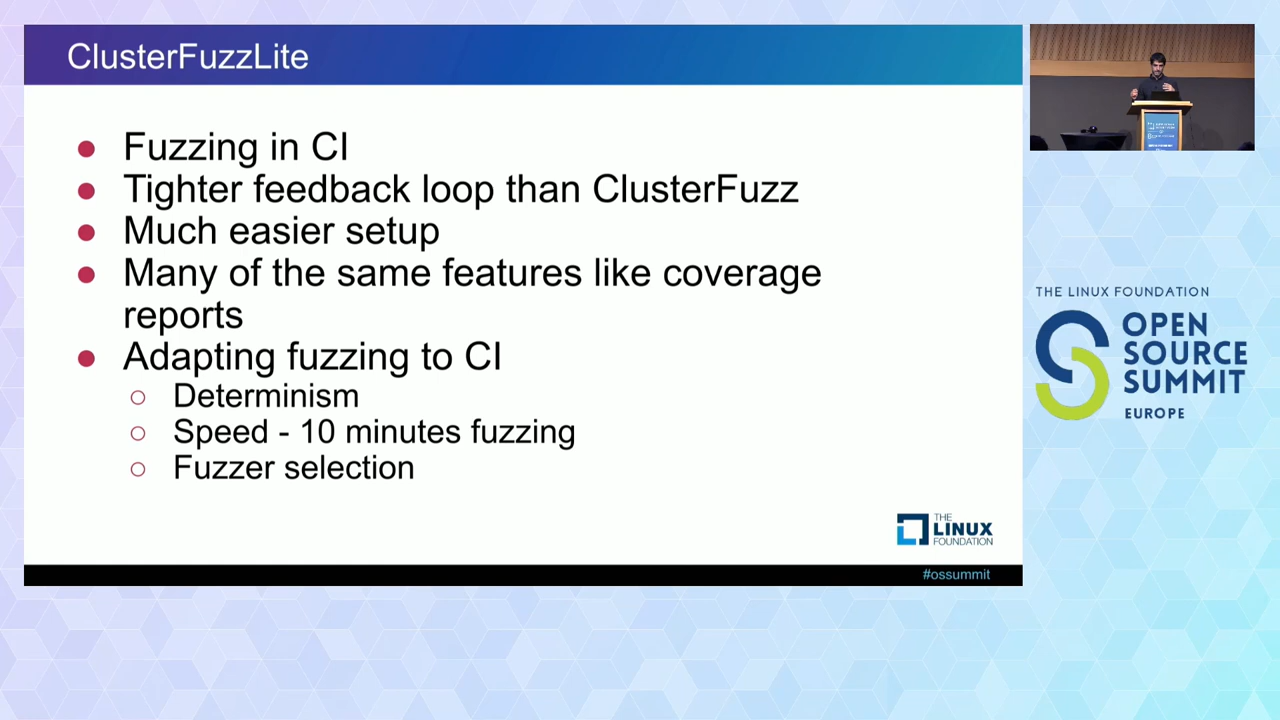 ClusterFuzzLite
● Fuzzing in CI
● Tighter feedback loop than ClusterFuzz
● Much easier setup
● Many of the same features like coverage
reports
● Adapting fuzzing to CI
○ Determinism
○ Speed - 10 minutes fuzzing
○ Fuzzer selection
THE
LINUX
FOUNDATION
#ossummit
THE LINUX FOUNDATION
OPEN
SOURCE
SUMMIT
EUROPE